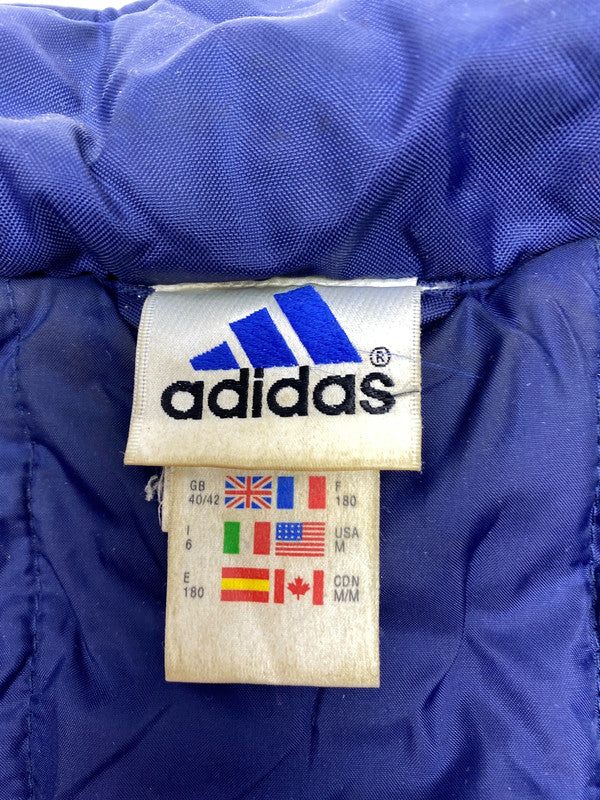 adidas®
GB F
40/42 180
I USA
6 M
E CDN
180 M/M